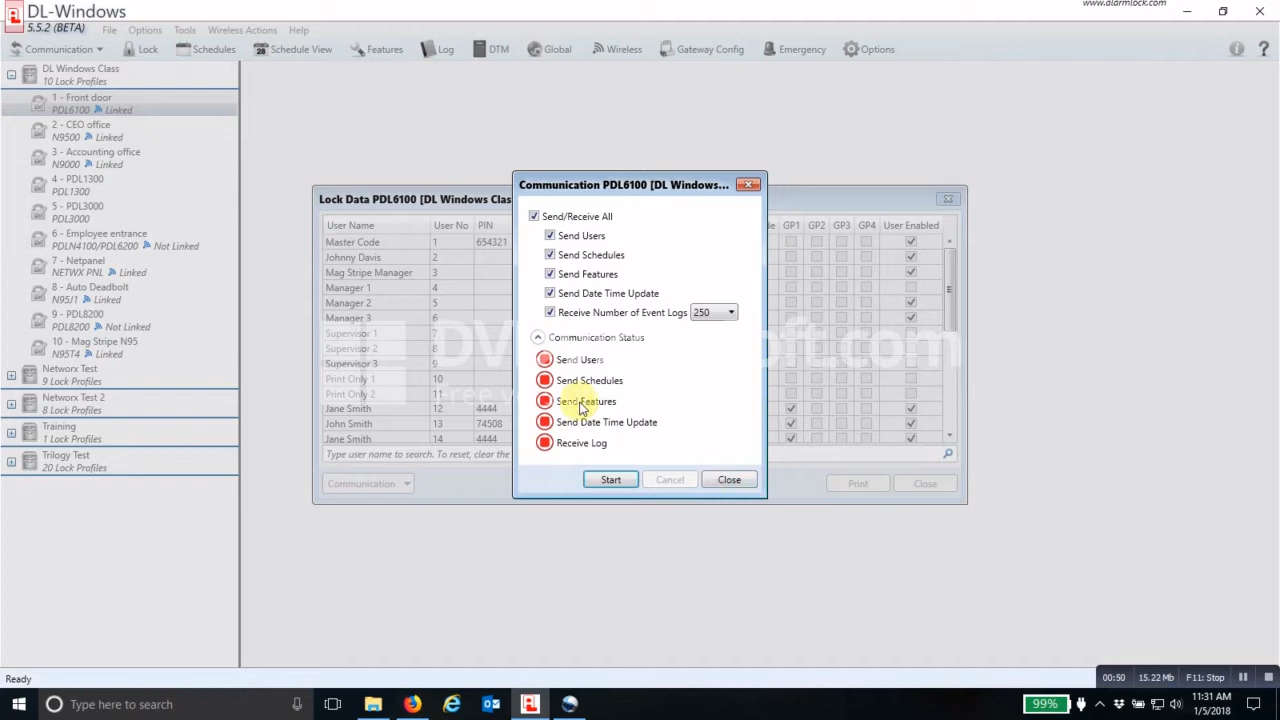 www.alarmlock.com
DL-Windows
5.5.2 (BETA) File Options Tools Wireless Actions Help
Communication Lock Schedules 28 Schedule View Features Log DTM Global Wireless Gateway Config Emergency Options
DL Windows Class
10 Lock Profiles
1 - Front door
PDL6100 Linked
2 - CEO office
N9500 Linked
3 - Accounting office
N9000 Linked
4 - PDL1300
PDL1300
5 - PDL3000
PDL3000
6 - Employee entrance
PDLN4100/PDL6200 Not Linked
7 - Netpanel
NETWX PNL Linked
8 - Auto Deadbolt
N95J1 Linked
9 - PDL8200
PDL8200 Not Linked
10 - Mag Stripe N95
N95T4 Linked
Networx Test
9 Lock Profiles
Networx Test 2
8 Lock Profiles
Training
1 Lock Profiles
Trilogy Test
20 Lock Profiles
Lock Data PDL6100 [DL Windows Clas
User Name User No PIN GP1 GP2 GP3 GP4 User Enabled
Master Code 1 654321
Johnny Davis 2
Mag Stripe Manager 3
Manager 1 4
Manager 2 5
Manager 3 6
Supervisor 1 7
Supervisor 2 8
Supervisor 3 9
Print Only 1 10
Print Only 2 11
Jane Smith 12 4444
John Smith 13 74508
Jane Smith 14 4444
Type user name to search. To reset, clear the
Communication Print Close
Communication PDL6100 [DL Windows...
Send/Receive All
Send Users
Send Schedules
Send Features
Send Date Time Update
Receive Number of Event Logs 250
Communication Status
Send Users
Send Schedules
Send Features
Send Date Time Update
Receive Log
Start Cancel Close
Ready
00:50 15.22 Mb F11: Stop
Type here to search
99%
11:31 AM
1/5/2018